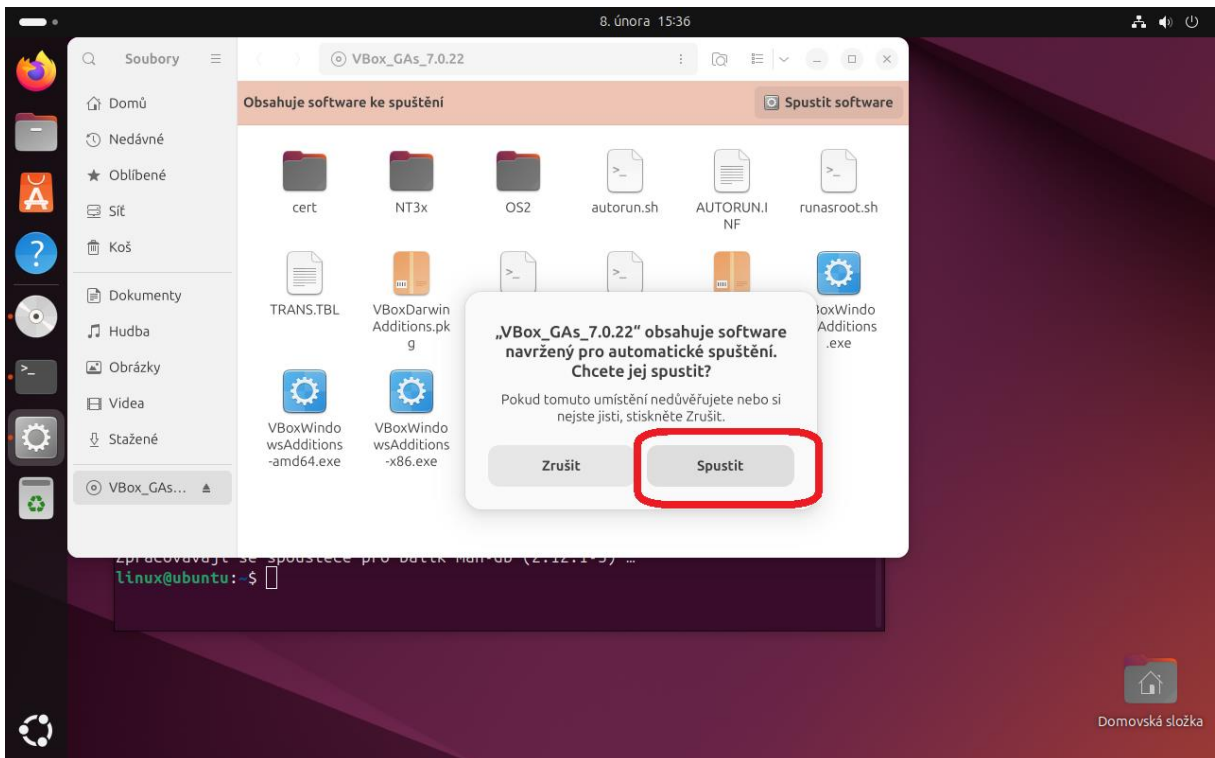 8. února 15:36
Soubory
VBox_GAs_7.0.22
Domů
Nedávné
Oblíbené
Síť
Koš
Dokumenty
Hudba
Obrázky
Videa
Stažené
VBox_GAs...
Obsahuje software ke spuštění
Spustit software
cert
NT3x
OS2
autorun.sh
AUTORUN.I
NF
runasroot.sh
TRANS.TBL
VBoxDarwin
Additions.pk
g
oxWindo
Additions
.exe
VBoxWindo
wsAdditions
-amd64.exe
VBoxWindo
wsAdditions
-x86.exe
„VBox_GAs_7.0.22“ obsahuje software
navržený pro automatické spuštění.
Chcete jej spustit?
Pokud tomuto umístění nedůvěřujete nebo si
nejste jisti, stiskněte Zrušit.
Zrušit
Spustit
linux@ubuntu:~$
Domovská složka